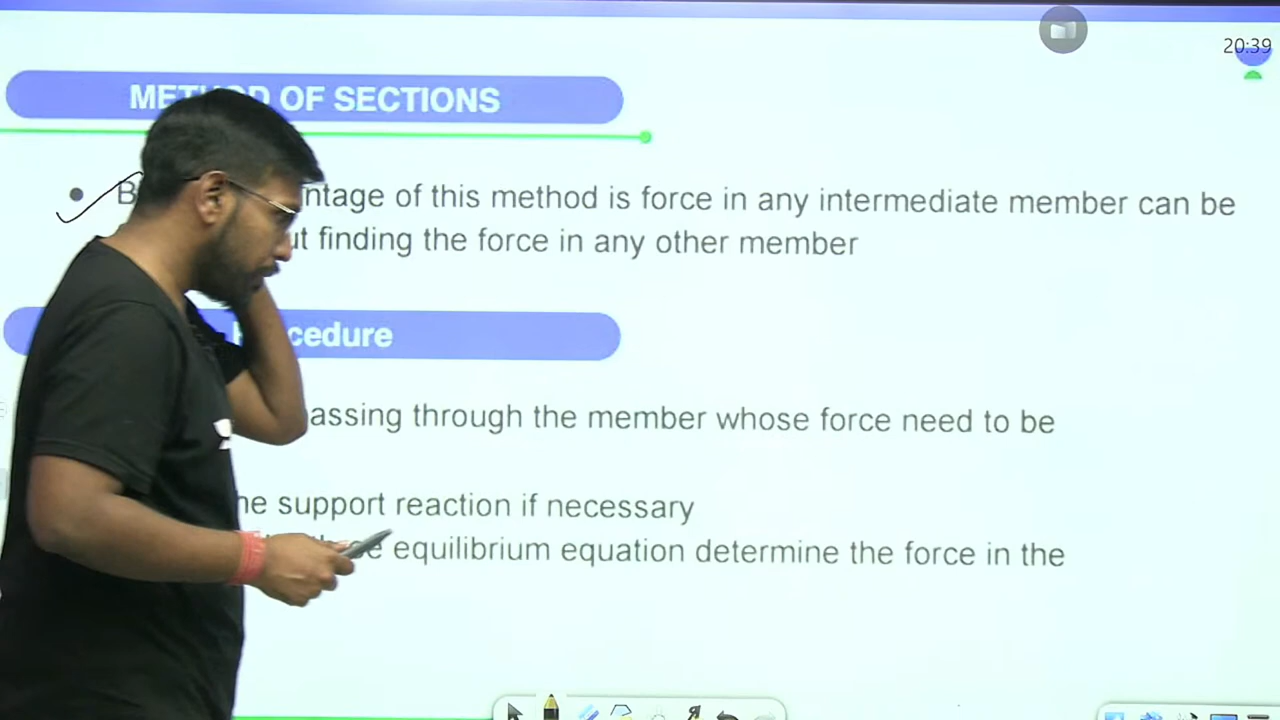 20:39
METHOD OF SECTIONS
ntage of this method is force in any intermediate member can be
ut finding the force in any other member
Procedure
assing through the member whose force need to be
he support reaction if necessary
equilibrium equation determine the force in the